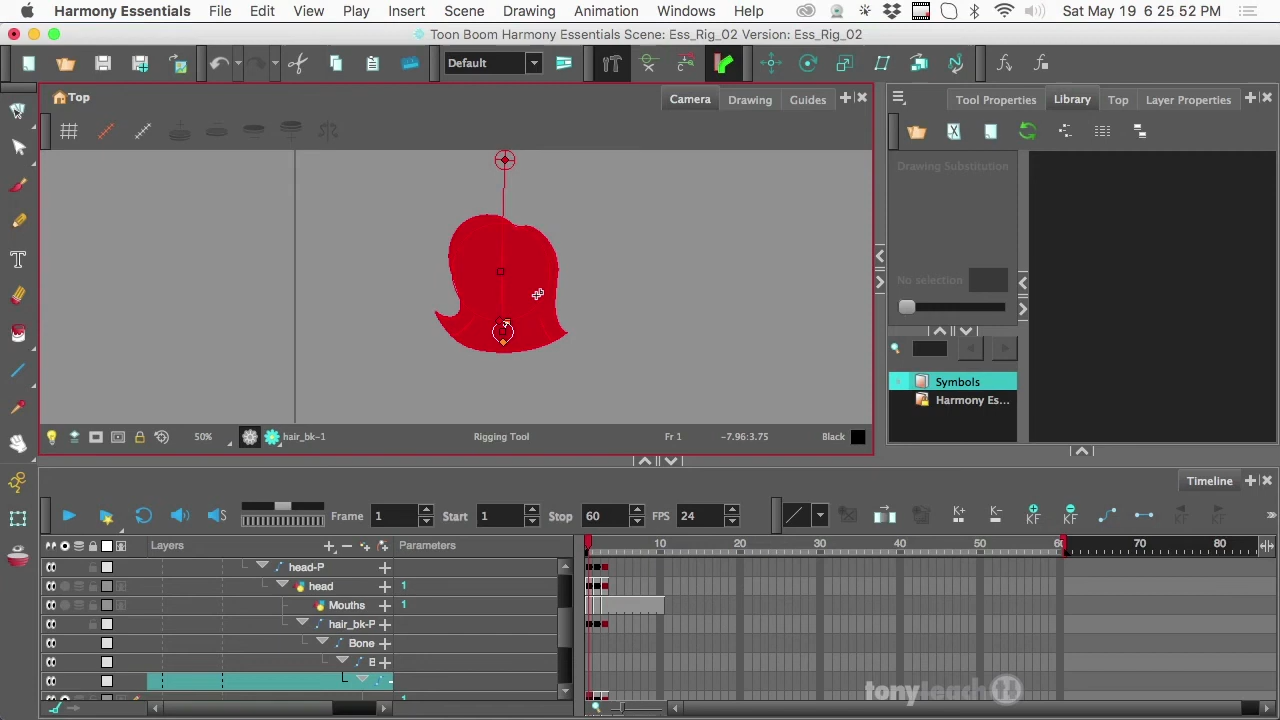 Harmony Essentials File Edit View Play Insert Scene Drawing Animation Windows Help Sat May 19 6 25 52 PM
Toon Boom Harmony Essentials Scene: Ess_Rig_02 Version: Ess_Rig_02
Default
Top Camera Drawing Guides
Tool Properties Library Top Layer Properties
Drawing Substitution
No selection
Symbols
Harmony Es...
50% hair_bk-1 Rigging Tool Fr 1 -7.96:3.75 Black
Timeline
Frame 1 Start 1 Stop 60 FPS 24
K+ K- KF KF
Layers Parameters
10 20 30 40 50 60 70 80
head-P
head 1
Mouths 1
hair_bk-P
Bone
B
tonyleach